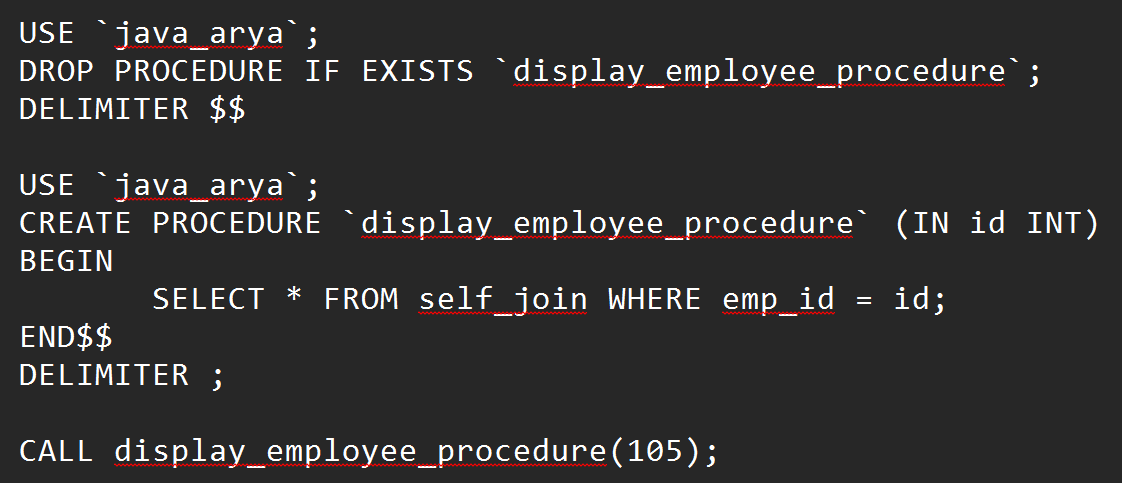 USE `java_arya`;
DROP PROCEDURE IF EXISTS `display_employee_procedure`;
DELIMITER $$
USE `java_arya`;
CREATE PROCEDURE `display_employee_procedure` (IN id INT)
BEGIN
SELECT * FROM self_join WHERE emp_id = id;
END$$
DELIMITER ;
CALL display_employee_procedure(105);